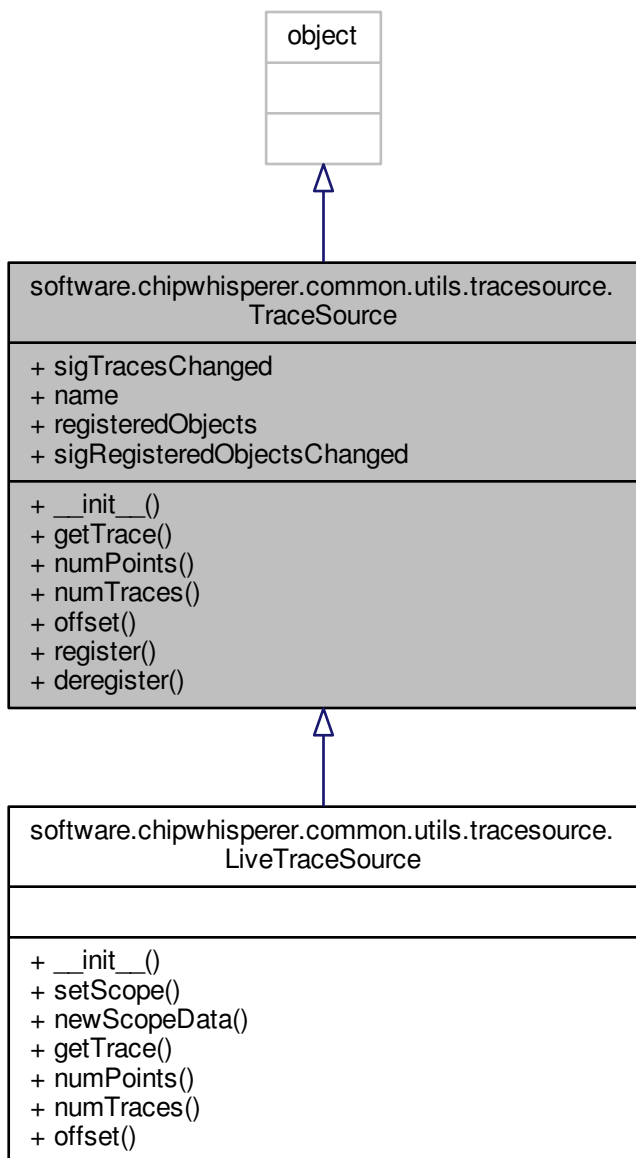 object
software.chipwhisperer.common.utils.tracesource.
TraceSource
+ sigTracesChanged
+ name
+ registeredObjects
+ sigRegisteredObjectsChanged
+ __init__()
+ getTrace()
+ numPoints()
+ numTraces()
+ offset()
+ register()
+ deregister()
software.chipwhisperer.common.utils.tracesource.
LiveTraceSource
+ __init__()
+ setScope()
+ newScopeData()
+ getTrace()
+ numPoints()
+ numTraces()
+ offset()